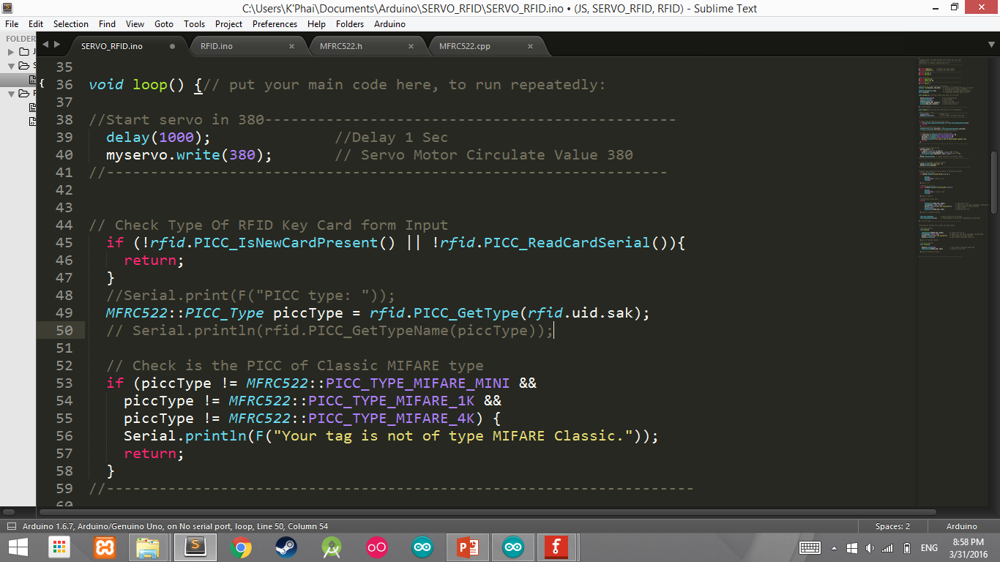 C:\Users\K'Phai\Documents\Arduino\SERVO_RFID\SERVO_RFID.ino • (JS, SERVO_RFID, RFID) - Sublime Text
File Edit Selection Find View Goto Tools Project Preferences Help Folders Arduino
FOLDER
SERVO_RFID.ino RFID.ino MFRC522.h MFRC522.cpp
35
36 void loop() {// put your main code here, to run repeatedly:
37
38 //Start servo in 380-----------------------------------------------
39 delay(1000); //Delay 1 Sec
40 myservo.write(380); // Servo Motor Circulate Value 380
41 //----------------------------------------------------------------
42
43
44 // Check Type Of RFID Key Card form Input
45 if (!rfid.PICC_IsNewCardPresent() || !rfid.PICC_ReadCardSerial()){
46 return;
47 }
48 //Serial.print(F("PICC type: "));
49 MFRC522::PICC_Type piccType = rfid.PICC_GetType(rfid.uid.sak);
50 // Serial.println(rfid.PICC_GetTypeName(piccType));
51
52 // Check is the PICC of Classic MIFARE type
53 if (piccType != MFRC522::PICC_TYPE_MIFARE_MINI &&
54 piccType != MFRC522::PICC_TYPE_MIFARE_1K &&
55 piccType != MFRC522::PICC_TYPE_MIFARE_4K) {
56 Serial.println(F("Your tag is not of type MIFARE Classic."));
57 return;
58 }
59 //-------------------------------------------------------------------
60
Arduino 1.6.7, Arduino/Genuino Uno, on No serial port, loop, Line 50, Column 54 Spaces: 2 Arduino
ENG 8:58 PM
3/31/2016